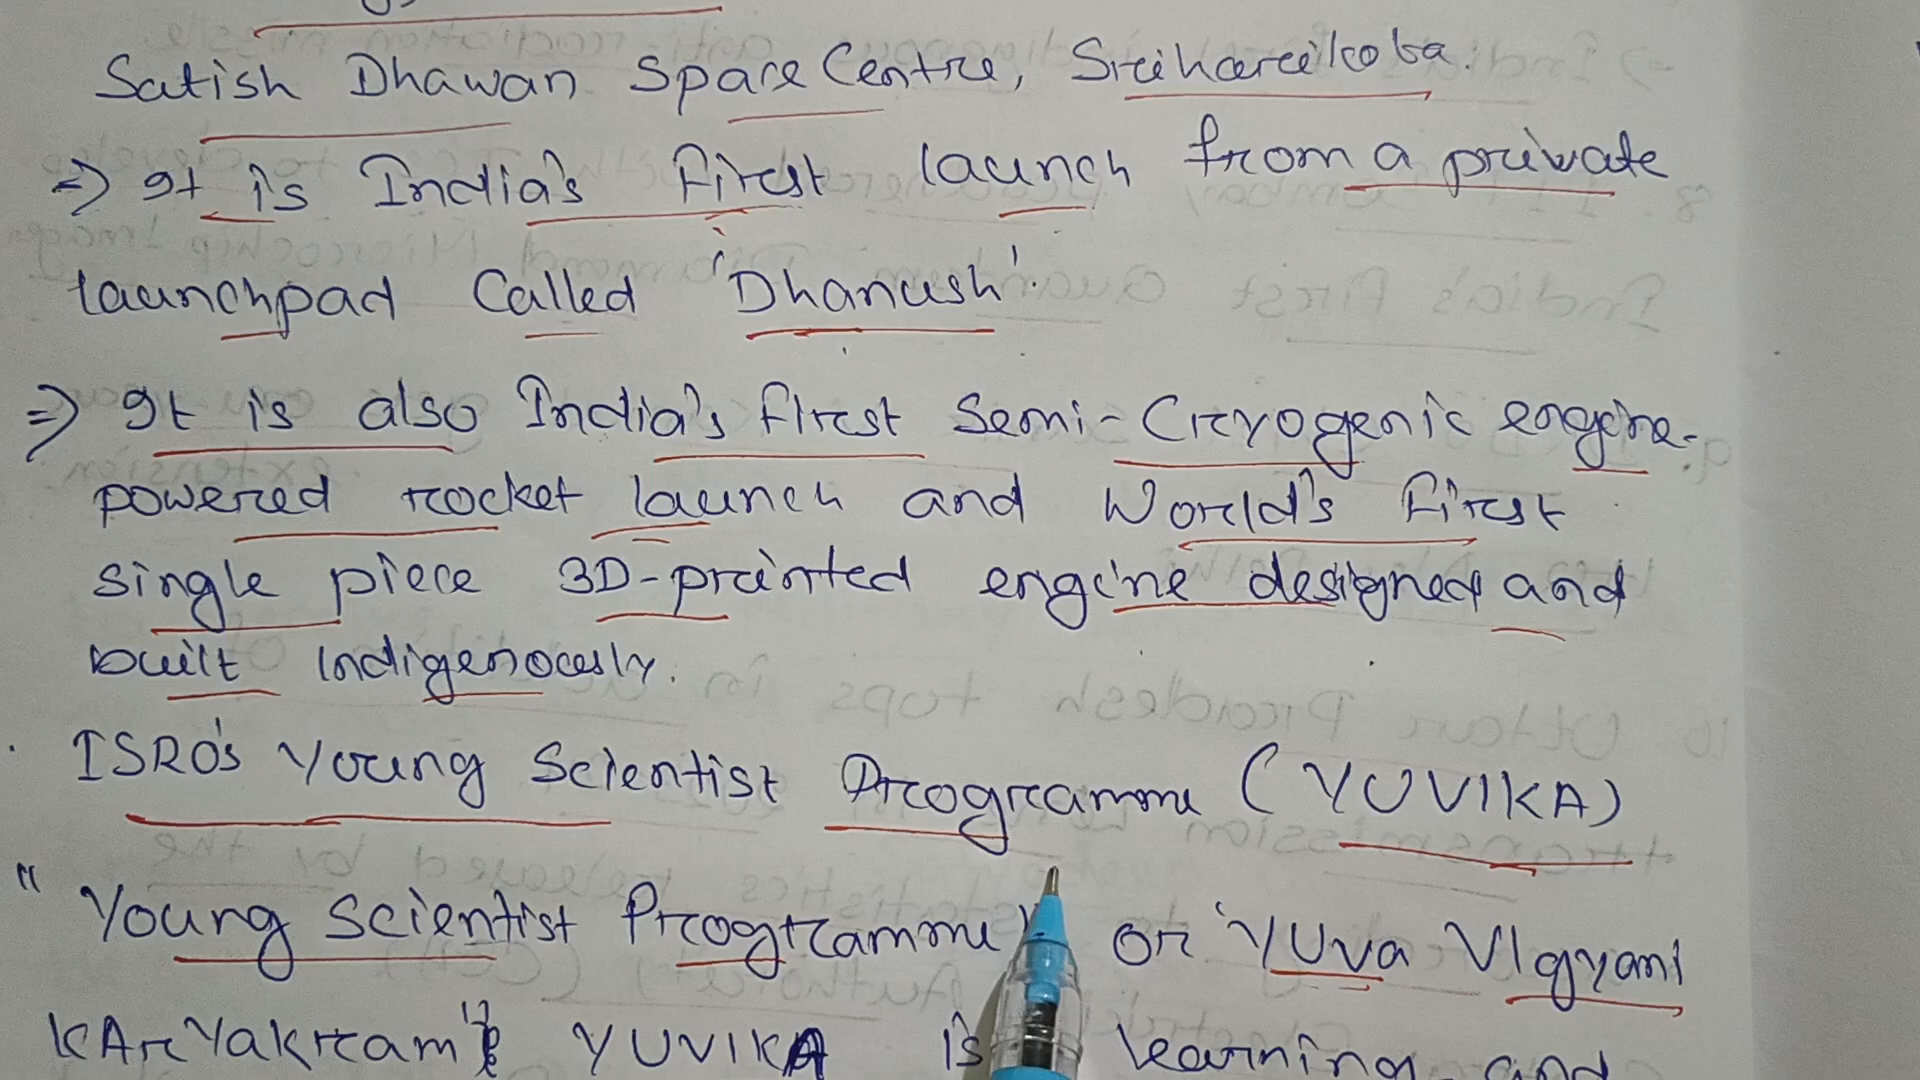 Satish Dhawan Space Centre, Sriharikota.
=> It is India's First launch from a private
launchpad Called 'Dhanush'.
=> It is also India's first Semi-Cryogenic engine-
powered rocket launch and World's First
single piece 3D-printed engine designed and
built Indigenously.
ISRO's Young Scientist Programme (YUVIKA)
"Young Scientist Programme" or 'YUva VIgyani
KAryakram' YUVIKA is learning and